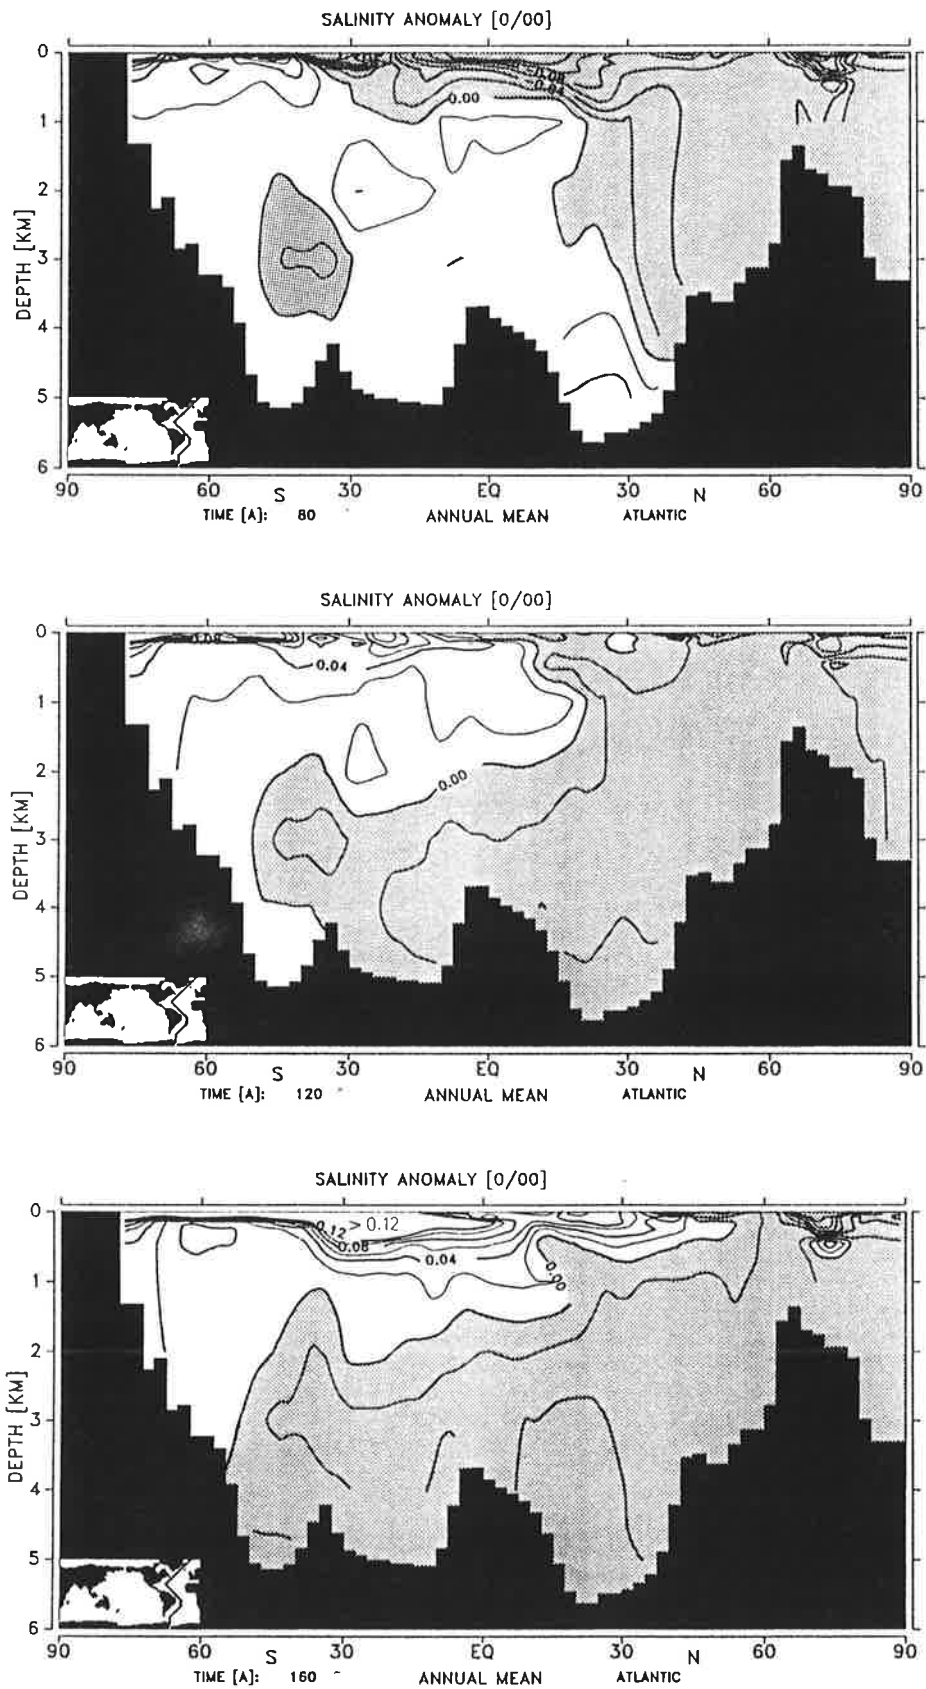 SALINITY ANOMALY [0/00]
0
1
2
3
4
5
6
DEPTH [KM]
0.08
0.04
0.00
90 60 S 30 EQ 30 N 60 90
TIME [A]: 80 ANNUAL MEAN ATLANTIC
SALINITY ANOMALY [0/00]
0
1
2
3
4
5
6
DEPTH [KM]
0.08
0.04
0.00
90 60 S 30 EQ 30 N 60 90
TIME [A]: 120 ANNUAL MEAN ATLANTIC
SALINITY ANOMALY [0/00]
0
1
2
3
4
5
6
DEPTH [KM]
0.12 > 0.12
0.08
0.04
0.00
90 60 S 30 EQ 30 N 60 90
TIME [A]: 160 ANNUAL MEAN ATLANTIC